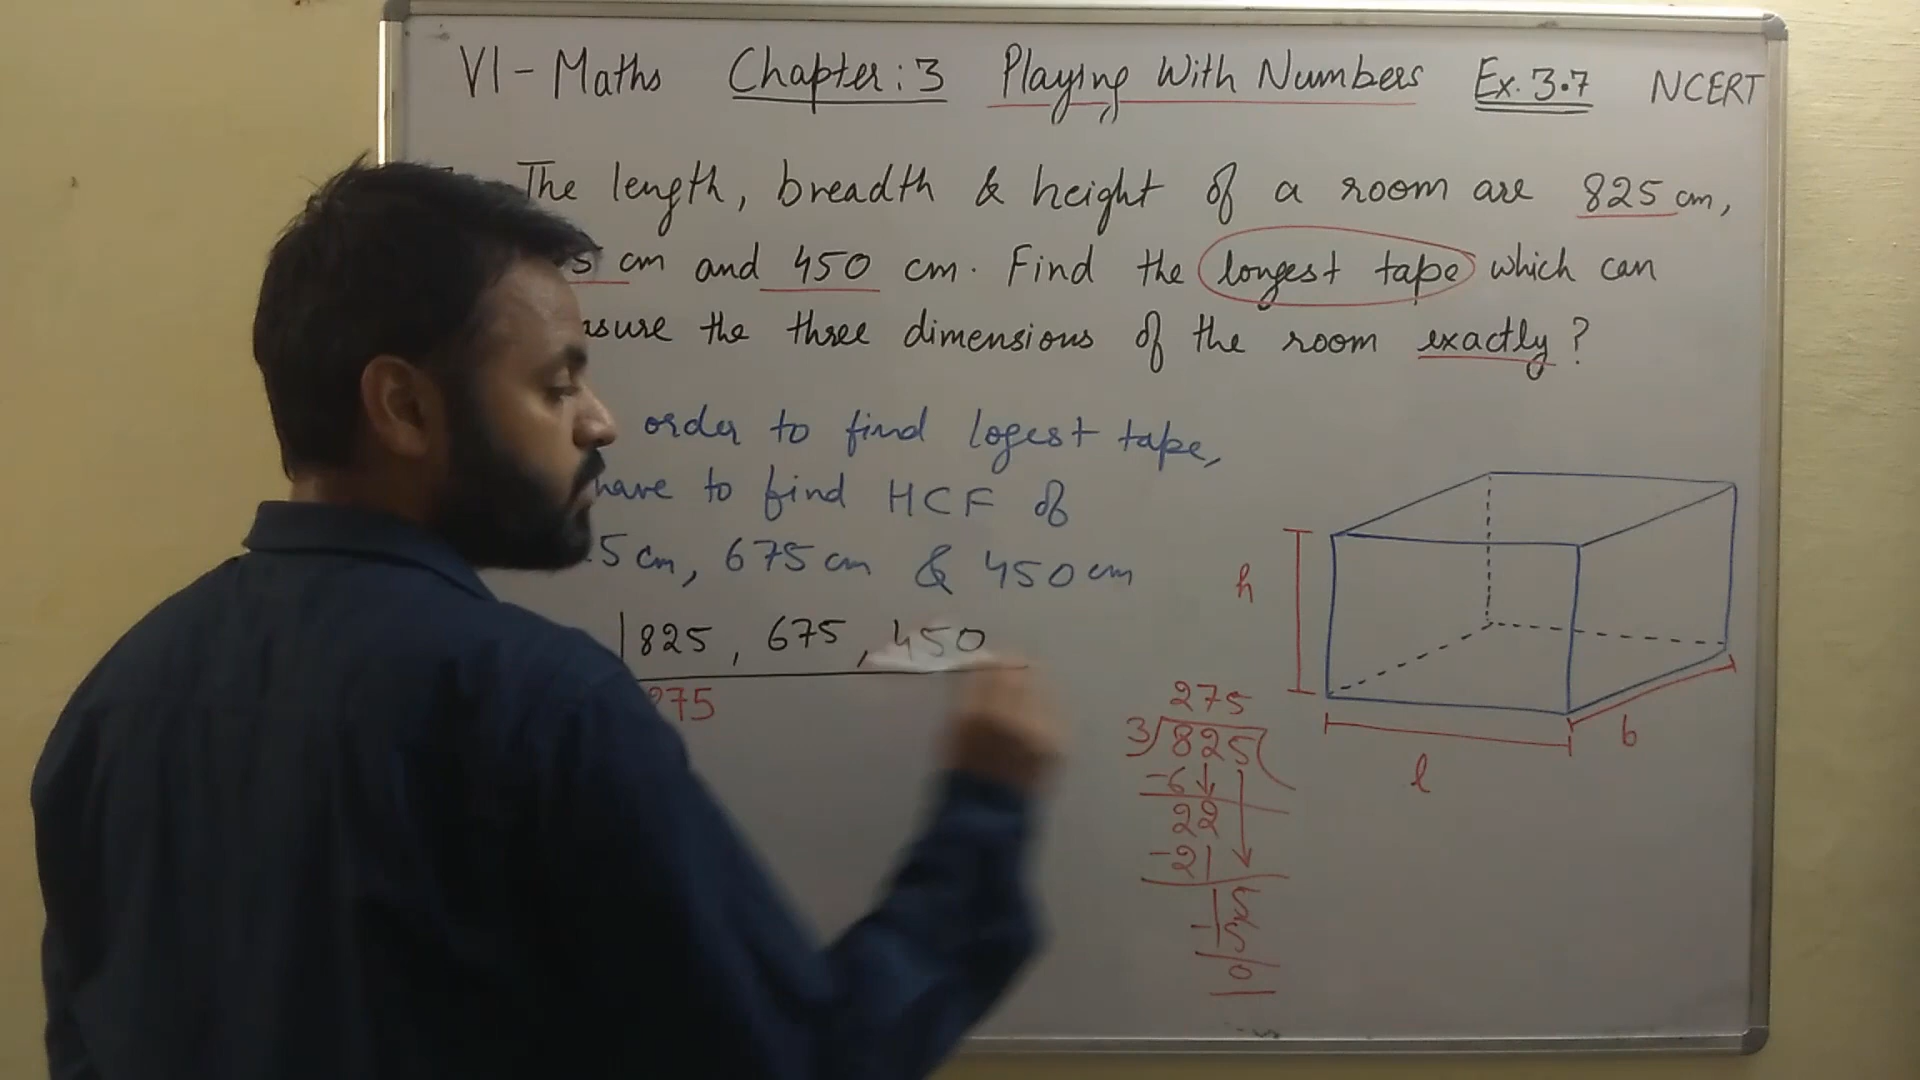 VI - Maths Chapter : 3 Playing With Numbers Ex. 3.7 NCERT
The length, breadth & height of a room are 825 cm,
5 cm and 450 cm. Find the longest tape which can
the three dimensions of the room exactly?
order to find logest tape,
have to find HCF of
5 cm, 675 cm & 450 cm
825, 675, 450
275
275
3 825
-6
22
-21
15
-15
0
h
l
b